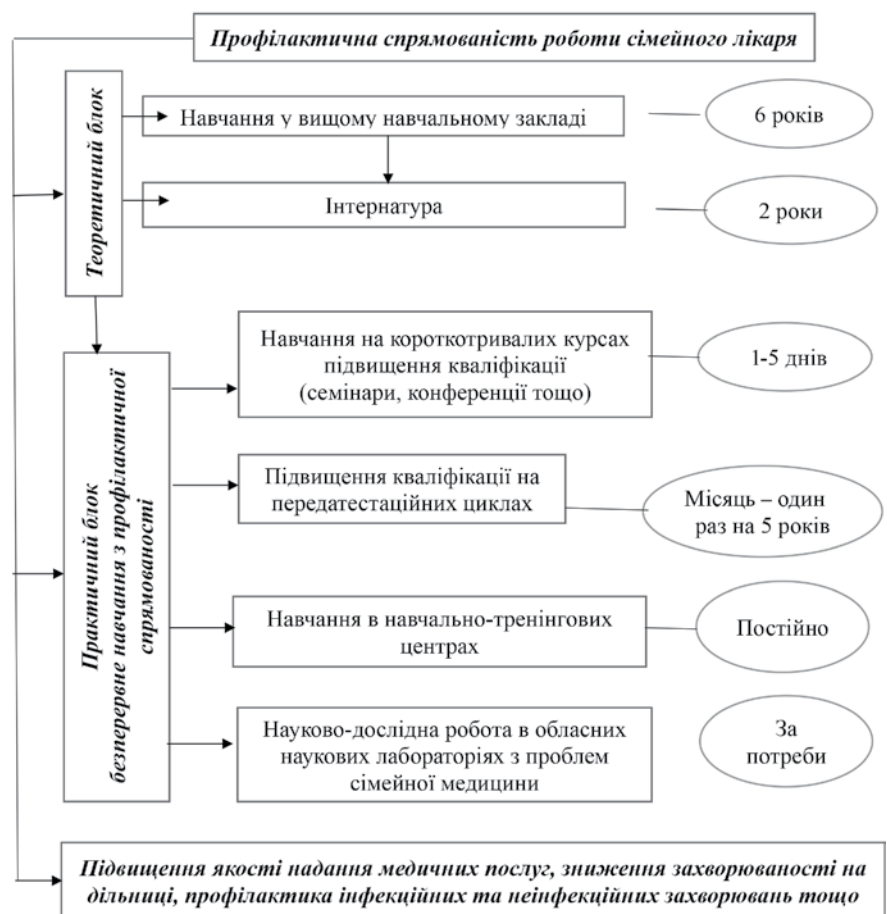 Профілактична спрямованість роботи сімейного лікаря
Теоретичний блок
Навчання у вищому навчальному закладі
6 років
Інтернатура
2 роки
Практичний блок
безперервне навчання з профілактичної
спрямованості
Навчання на короткотривалих курсах
підвищення кваліфікації
(семінари, конференції тощо)
1-5 днів
Підвищення кваліфікації на
передатестаційних циклах
Місяць – один
раз на 5 років
Навчання в навчально-тренінгових
центрах
Постійно
Науково-дослідна робота в обласних
наукових лабораторіях з проблем
сімейної медицини
За
потреби
Підвищення якості надання медичних послуг, зниження захворюваності на
дільниці, профілактика інфекційних та неінфекційних захворювань тощо